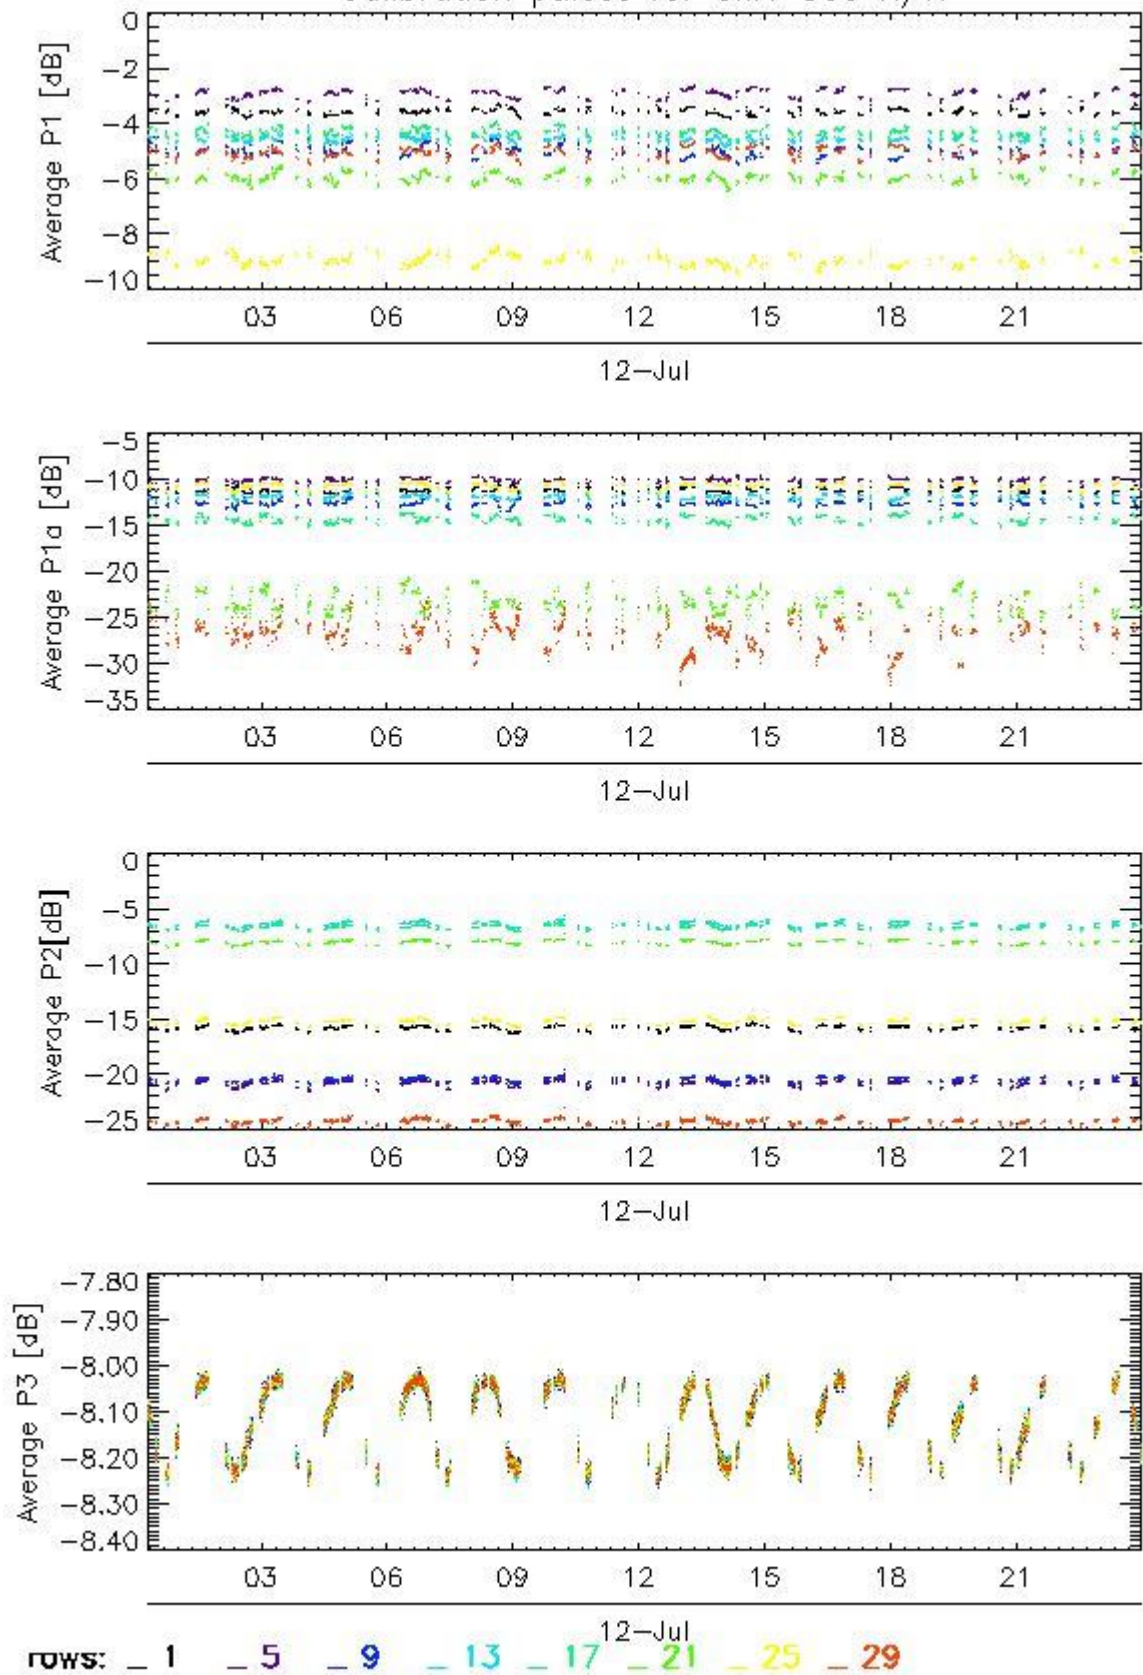 0
Average P1 [dB]
-2
-4
-6
-8
-10
03 06 09 12 15 18 21
12-Jul
-5
Average P1a [dB]
-10
-15
-20
-25
-30
-35
03 06 09 12 15 18 21
12-Jul
0
Average P2[dB]
-5
-10
-15
-20
-25
03 06 09 12 15 18 21
12-Jul
-7.80
Average P3 [dB]
-7.90
-8.00
-8.10
-8.20
-8.30
-8.40
03 06 09 12 15 18 21
12-Jul
rows: _ 1 _ 5 _ 9 _ 13 _ 17 _ 21 _ 25 _ 29